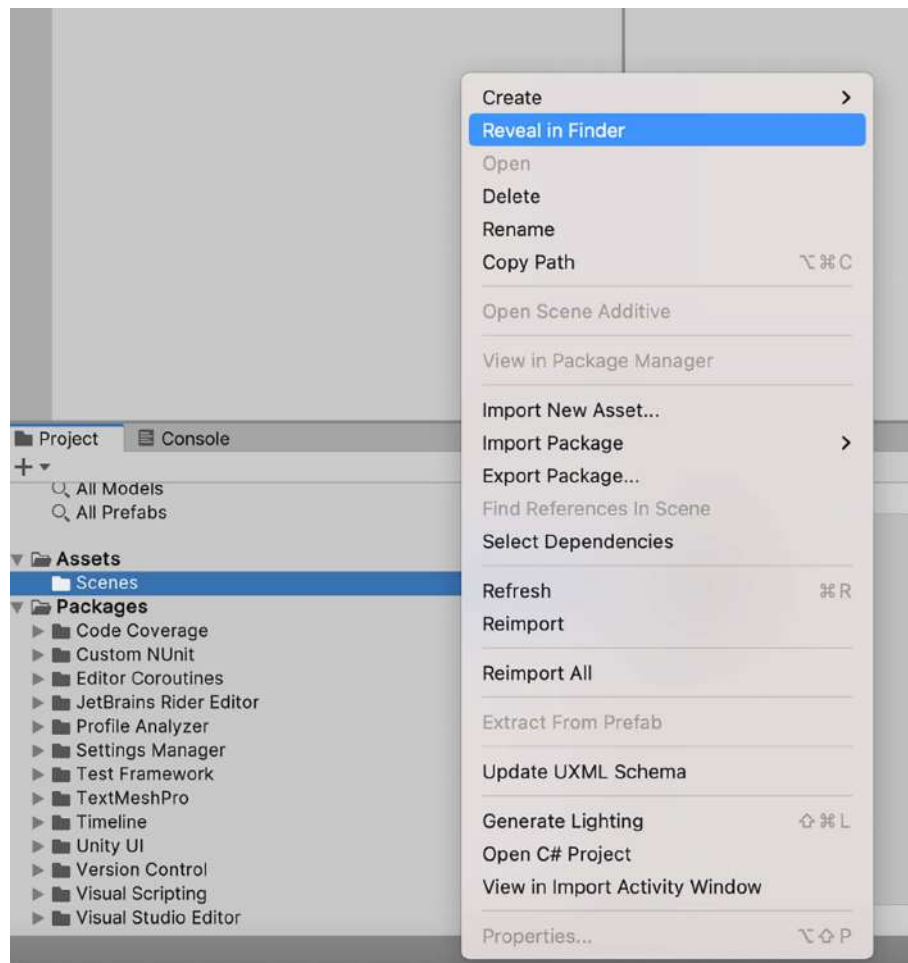 Create
Reveal in Finder
Open
Delete
Rename
Copy Path ⌥⌘C
Open Scene Additive
View in Package Manager
Import New Asset...
Import Package
Export Package...
Find References In Scene
Select Dependencies
Refresh ⌘R
Reimport
Reimport All
Extract From Prefab
Update UXML Schema
Generate Lighting ⇧⌘L
Open C# Project
View in Import Activity Window
Properties... ⌥⇧P
Project Console
All Models
All Prefabs
Assets
Scenes
Packages
Code Coverage
Custom NUnit
Editor Coroutines
JetBrains Rider Editor
Profile Analyzer
Settings Manager
Test Framework
TextMeshPro
Timeline
Unity UI
Version Control
Visual Scripting
Visual Studio Editor